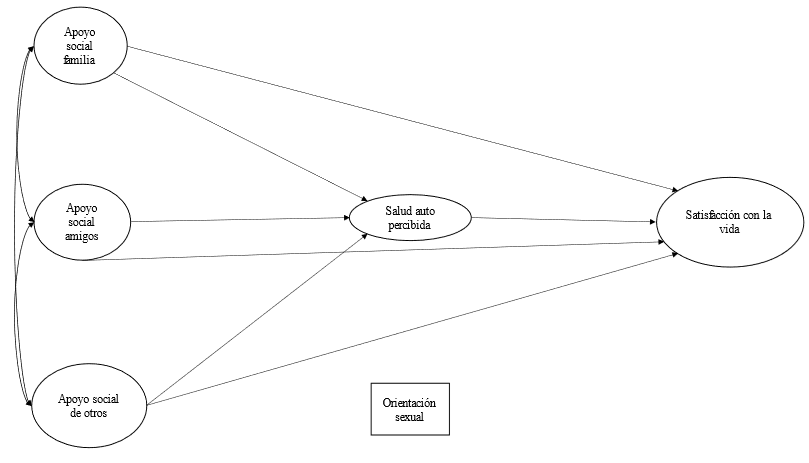 Apoyo
social
familia
Apoyo
social
amigos
Salud auto
percibida
Satisfacción con la
vida
Apoyo social
de otros
Orientación
sexual